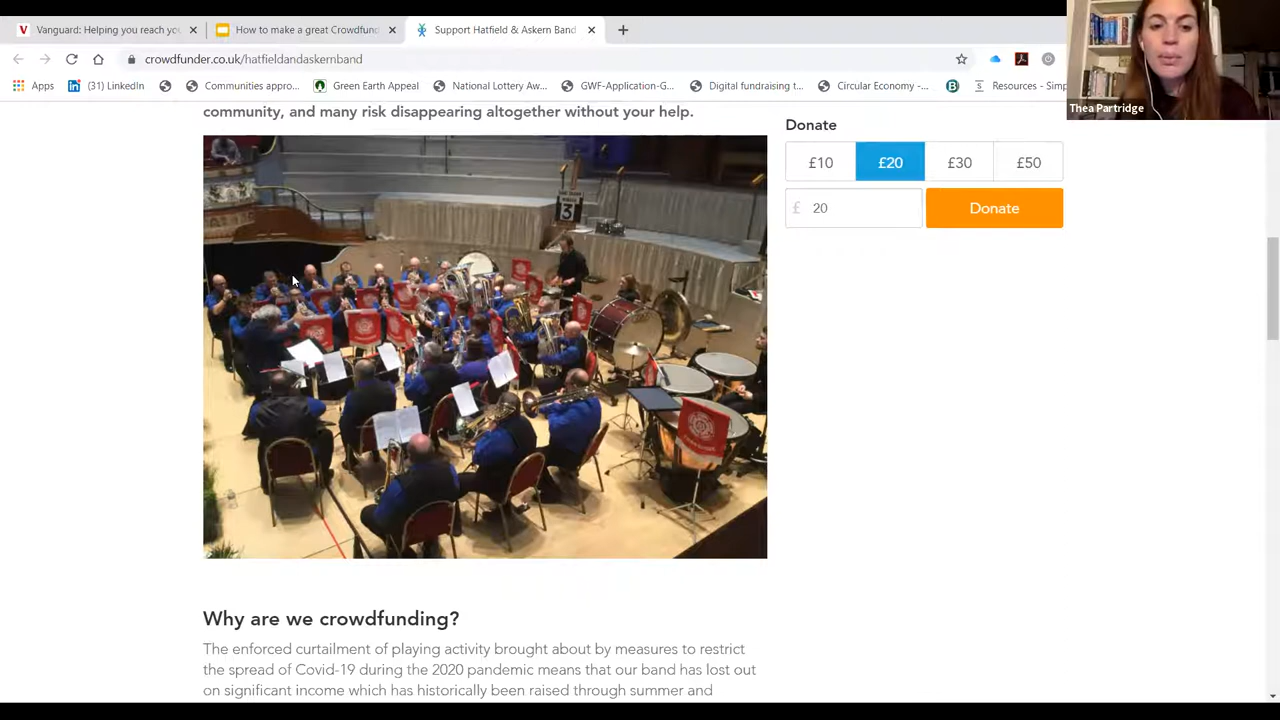 Vanguard: Helping you reach yo
How to make a great Crowdfund
Support Hatfield & Askern Band
crowdfunder.co.uk/hatfieldandaskernband
Apps
(31) LinkedIn
Communities appro...
Green Earth Appeal
National Lottery Aw...
GWF-Application-G...
Digital fundraising t...
Circular Economy -...
Resources - Simp
Thea Partridge
community, and many risk disappearing altogether without your help.
3
Donate
£10 £20 £30 £50
£ 20 Donate
Why are we crowdfunding?
The enforced curtailment of playing activity brought about by measures to restrict
the spread of Covid-19 during the 2020 pandemic means that our band has lost out
on significant income which has historically been raised through summer and